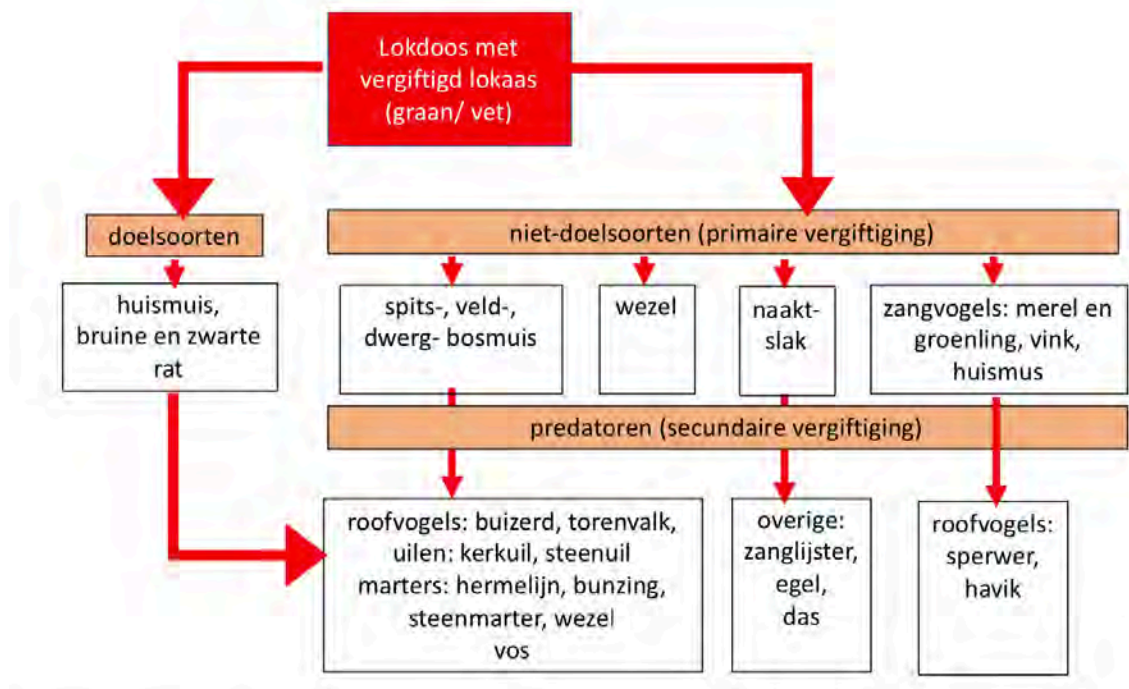 Lokdoos met
vergiftigd lokaas
(graan/ vet)
doelsoorten
niet-doelsoorten (primaire vergiftiging)
huismuis,
bruine en zwarte
rat
spits-, veld-,
dwerg- bosmuis
wezel
naakt-
slak
zangvogels: merel en
groenling, vink,
huismus
predatoren (secundaire vergiftiging)
roofvogels: buizerd, torenvalk,
uilen: kerkuil, steenuil
marters: hermelijn, bunzing,
steenmarter, wezel
vos
overige:
zanglijster,
egel,
das
roofvogels:
sperwer,
havik